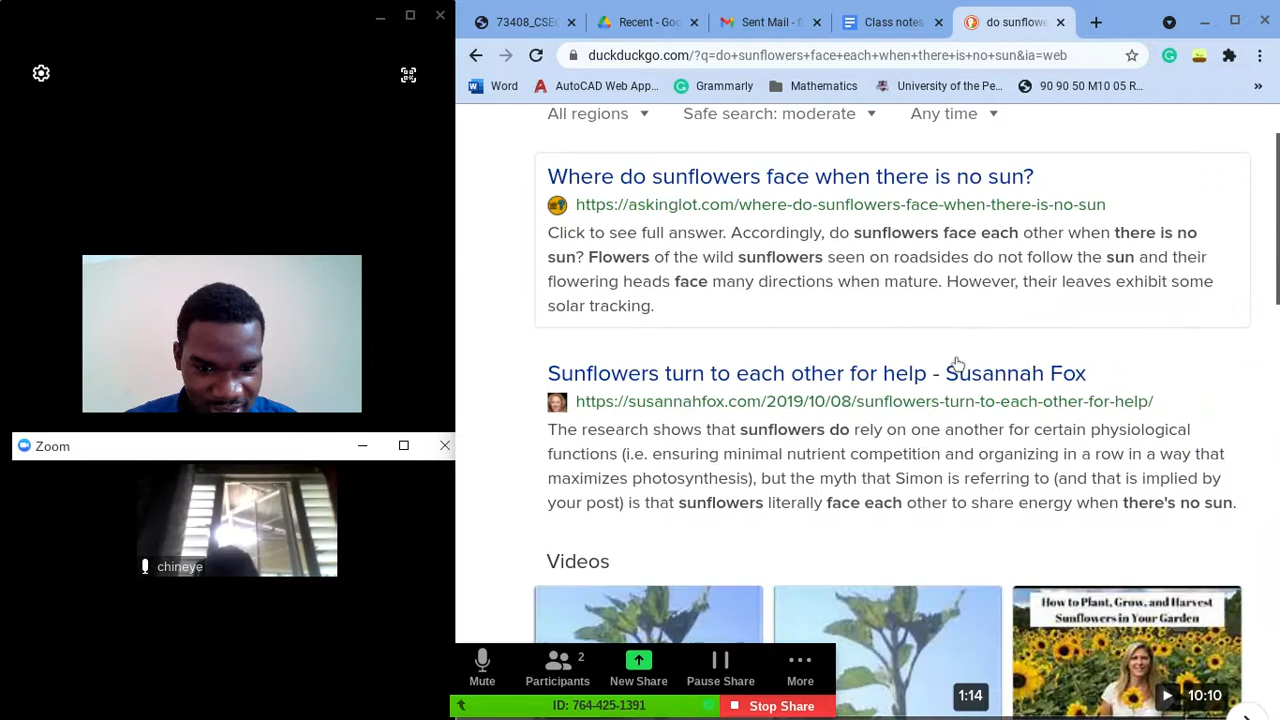 73408_CSE
Recent - Goo
Sent Mail - f
Class notes
do sunflowe
duckduckgo.com/?q=do+sunflowers+face+each+when+there+is+no+sun&ia=web
Word
AutoCAD Web App...
Grammarly
Mathematics
University of the Pe...
90 90 50 M10 05 R...
»
All regions
Safe search: moderate
Any time
Where do sunflowers face when there is no sun?
https://askinglot.com/where-do-sunflowers-face-when-there-is-no-sun
Click to see full answer. Accordingly, do sunflowers face each other when there is no
sun? Flowers of the wild sunflowers seen on roadsides do not follow the sun and their
flowering heads face many directions when mature. However, their leaves exhibit some
solar tracking.
Sunflowers turn to each other for help - Susannah Fox
https://susannahfox.com/2019/10/08/sunflowers-turn-to-each-other-for-help/
The research shows that sunflowers do rely on one another for certain physiological
functions (i.e. ensuring minimal nutrient competition and organizing in a row in a way that
maximizes photosynthesis), but the myth that Simon is referring to (and that is implied by
your post) is that sunflowers literally face each other to share energy when there's no sun.
Videos
How to Plant, Grow, and Harvest
Sunflowers in Your Garden
1:14
10:10
Zoom
chineye
Mute
Participants
2
New Share
Pause Share
More
ID: 764-425-1391
Stop Share